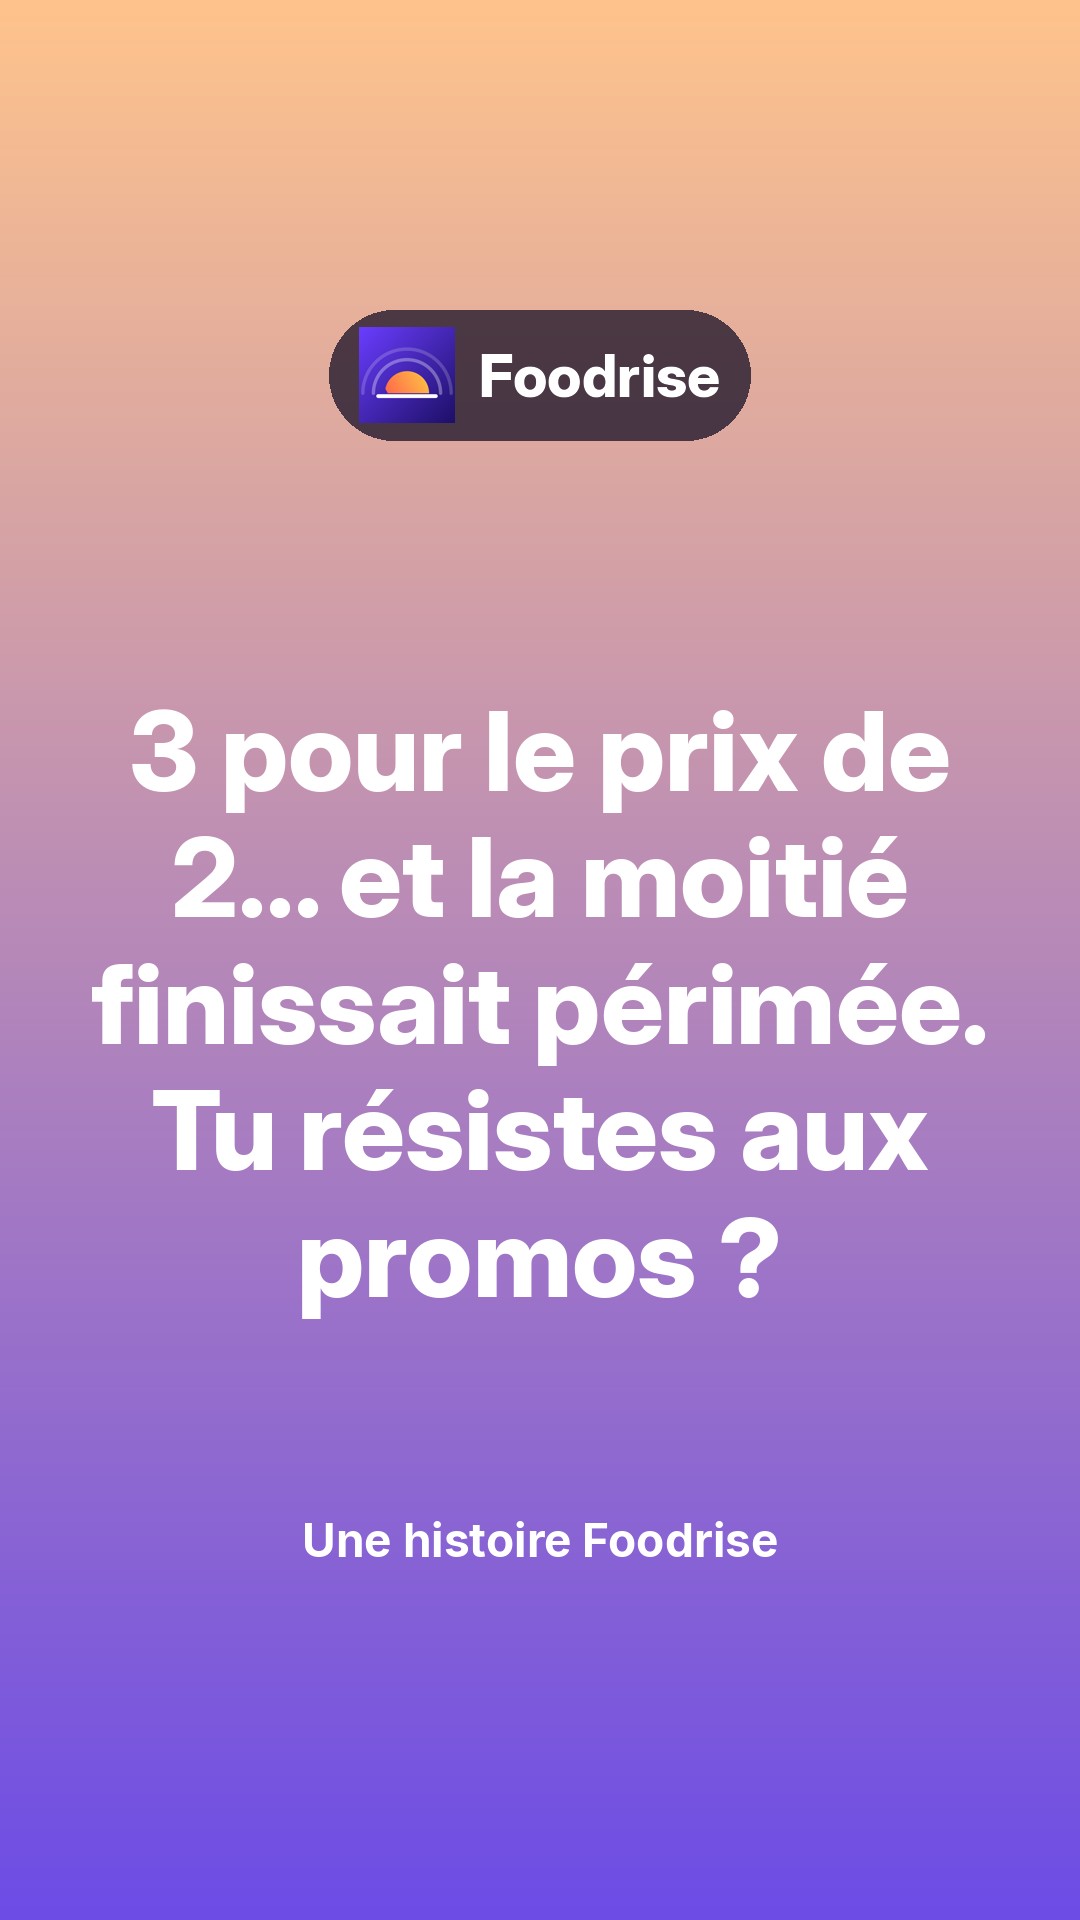 Foodrise
3 pour le prix de
2... et la moitié
finissait périmée.
Tu résistes aux
promos ?
Une histoire Foodrise